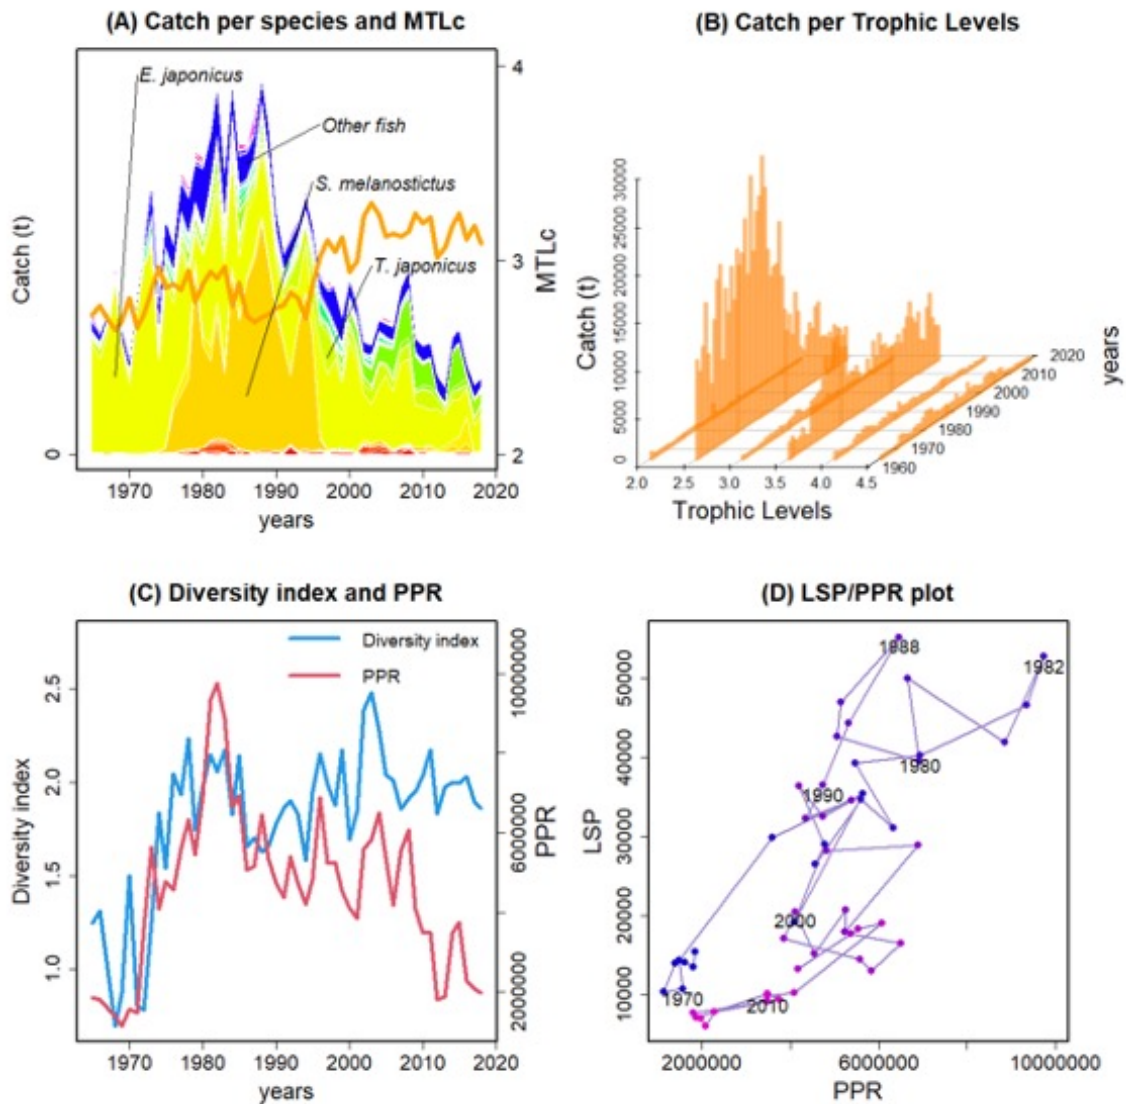 (A) Catch per species and MTLc
E. japonicus
Other fish
S. melanostictus
T. japonicus
Catch (t)
0
4
3
2
MTLc
1970 1980 1990 2000 2010 2020
years
(B) Catch per Trophic Levels
Catch (t)
30000
25000
20000
15000
10000
5000
0
2.0 2.5 3.0 3.5 4.0 4.5
Trophic Levels
2020
2010
2000
1990
1980
1970
1960
years
(C) Diversity index and PPR
Diversity index
PPR
Diversity index
2.5
2.0
1.5
1.0
10000000
6000000
2000000
PPR
1970 1980 1990 2000 2010 2020
years
(D) LSP/PPR plot
1988
1982
1980
1990
2000
1970
2010
LSP
50000
40000
30000
20000
10000
2000000 6000000 10000000
PPR